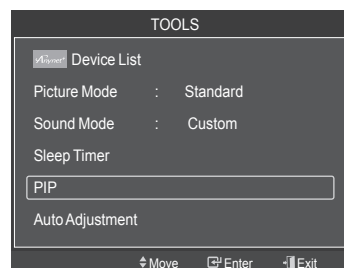 TOOLS
Anynet+ Device List
Picture Mode : Standard
Sound Mode : Custom
Sleep Timer
PIP
Auto Adjustment
Move Enter Exit